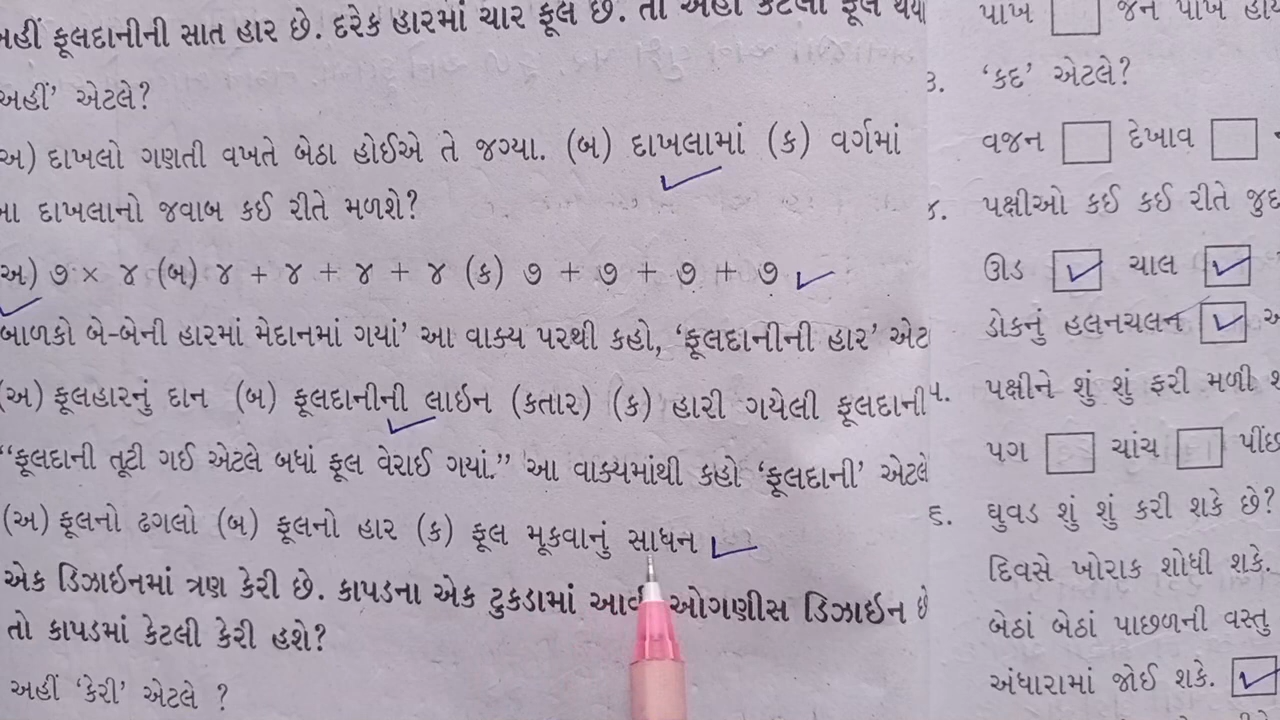 અહીં ફૂલદાનીની સાત હાર છે. દરેક હારમાં ચાર ફૂલ છે. તો અહીં કેટલા ફૂલ થયા
અહીં' એટલે?
અ) દાખલો ગણતી વખતે બેઠા હોઈએ તે જગ્યા. (બ) દાખલામાં (ક) વર્ગમાં
આ દાખલાનો જવાબ કઈ રીતે મળશે?
અ) ૭ × ૪ (બ) ૪ + ૪ + ૪ + ૪ (ક) ૭ + ૭ + ૭ + ૭
બાળકો બે-બેની હારમાં મેદાનમાં ગયાં' આ વાક્ય પરથી કહો, 'ફૂલદાનીની હાર' એટ
(અ) ફૂલહારનું દાન (બ) ફૂલદાનીની લાઇન (કતાર) (ક) હારી ગયેલી ફૂલદાની
"ફૂલદાની તૂટી ગઈ એટલે બધાં ફૂલ વેરાઈ ગયાં." આ વાક્યમાંથી કહો 'ફૂલદાની' એટલે
(અ) ફૂલનો ઢગલો (બ) ફૂલનો હાર (ક) ફૂલ મૂકવાનું સાધન
એક ડિઝાઇનમાં ત્રણ કેરી છે. કાપડના એક ટુકડામાં ઓગણીસ ડિઝાઇન છે
તો કાપડમાં કેટલી કેરી હશે?
અહીં 'કેરી' એટલે ?
પાંખ જન પાંખ
૩. 'કદ' એટલે?
વજન દેખાવ
૪. પક્ષીઓ કઈ કઈ રીતે જુદ
ઊડ ચાલ
ડોકનું હલનચલન
૫. પક્ષીને શું શું ફરી મળી શ
પગ ચાંચ પીંછ
૬. ઘુવડ શું શું કરી શકે છે?
દિવસે ખોરાક શોધી શકે.
બેઠાં બેઠાં પાછળની વસ્તુ
અંધારામાં જોઈ શકે.